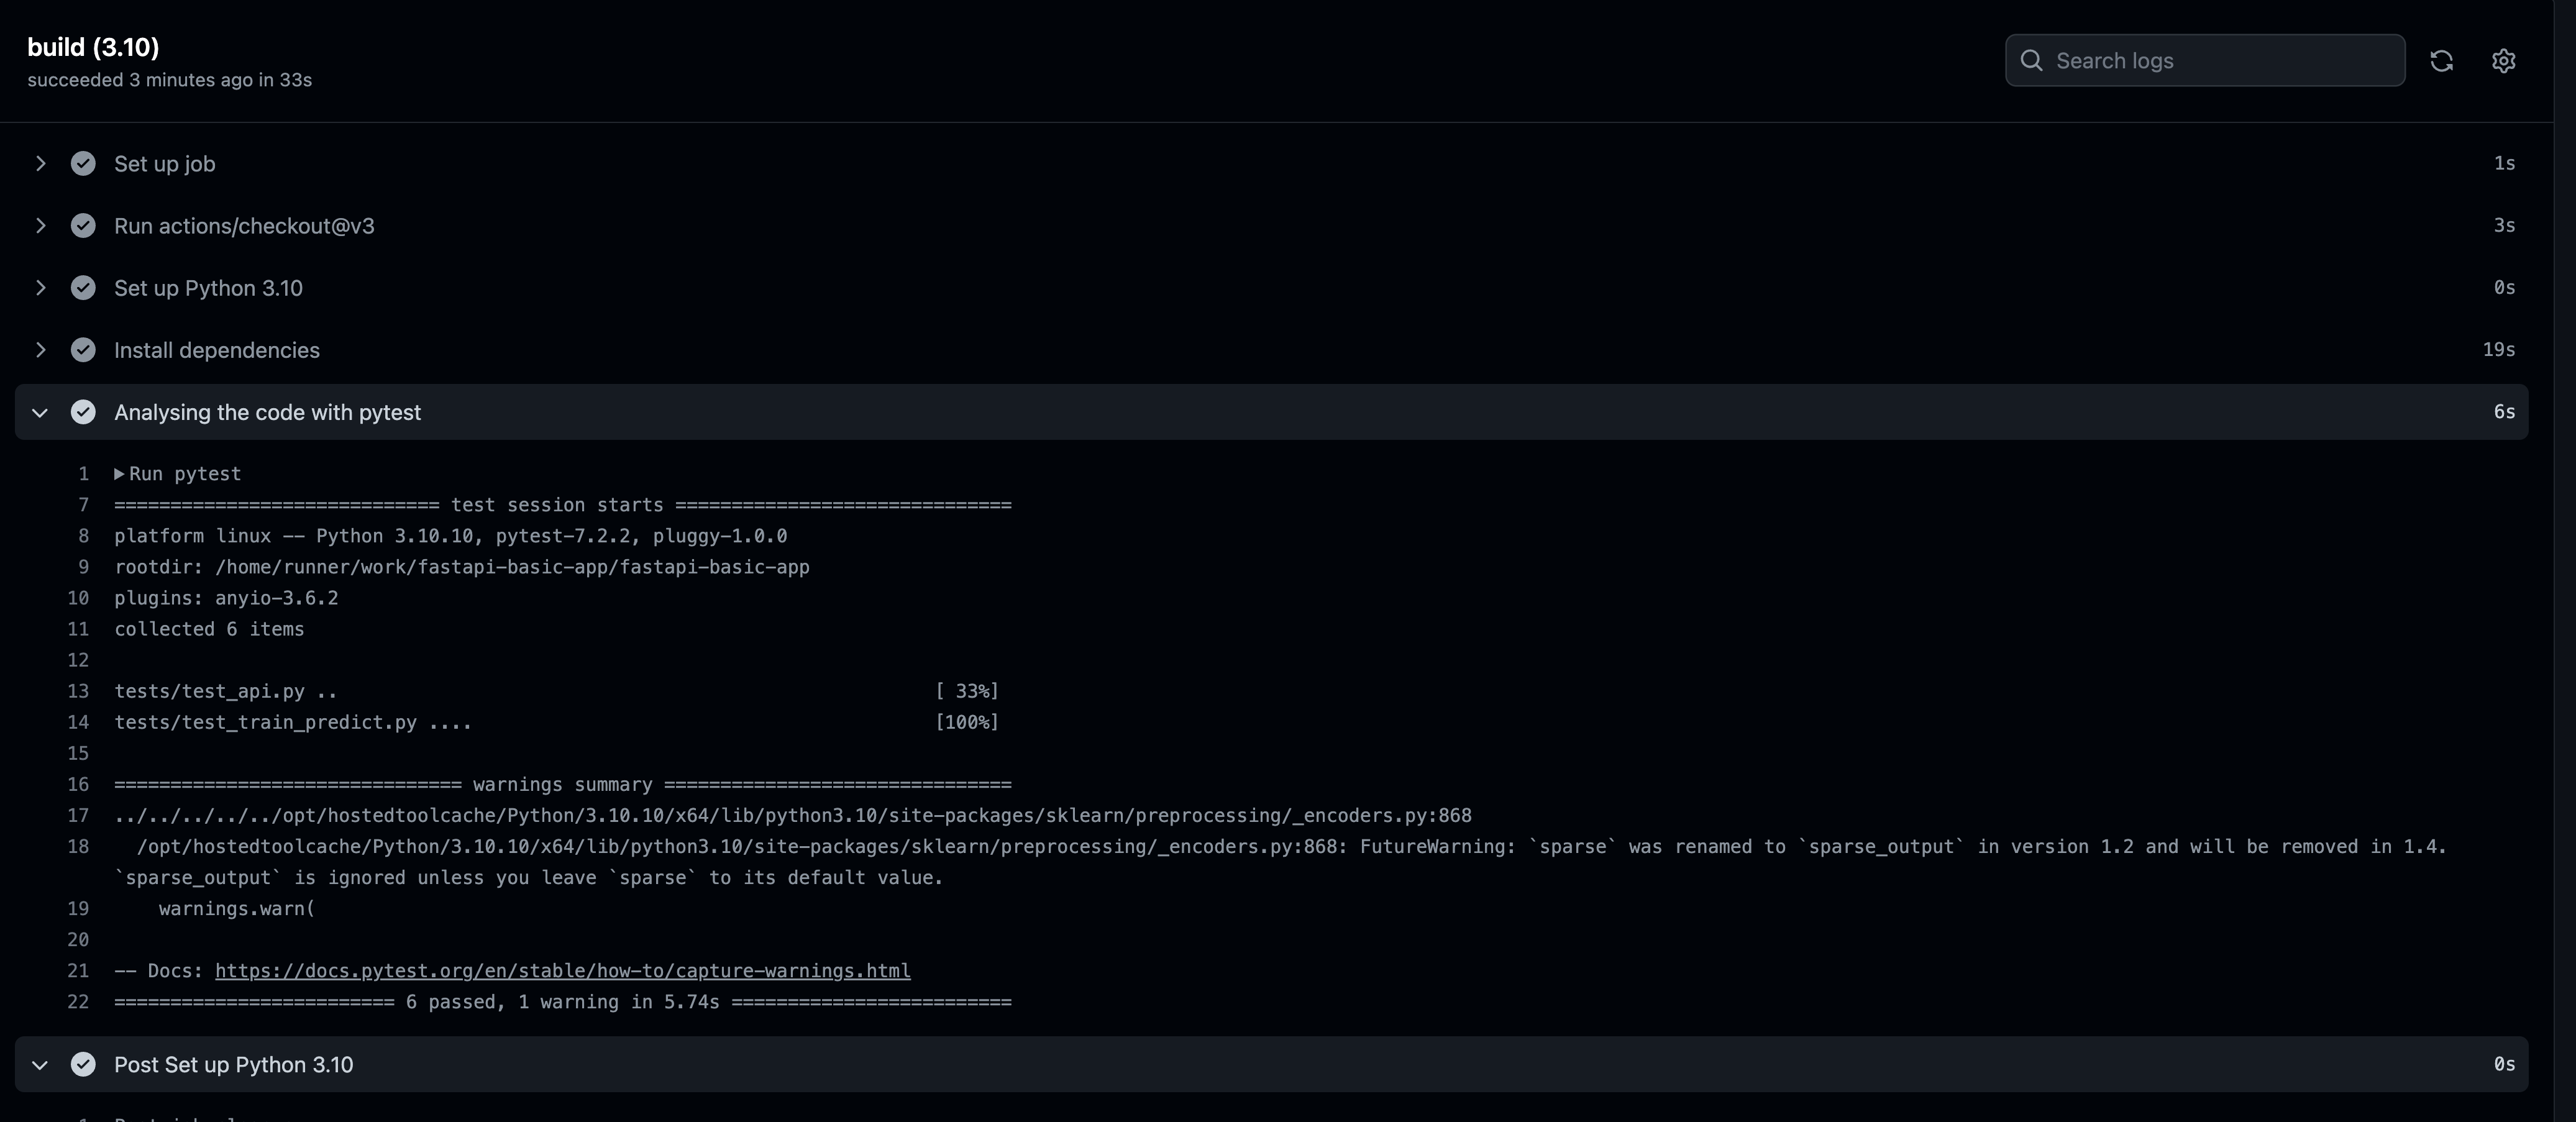 build (3.10)
succeeded 3 minutes ago in 33s
Search logs
Set up job 1s
Run actions/checkout@v3 3s
Set up Python 3.10 0s
Install dependencies 19s
Analysing the code with pytest 6s
1 Run pytest
7 ============================= test session starts ==============================
8 platform linux -- Python 3.10.10, pytest-7.2.2, pluggy-1.0.0
9 rootdir: /home/runner/work/fastapi-basic-app/fastapi-basic-app
10 plugins: anyio-3.6.2
11 collected 6 items
12
13 tests/test_api.py .. [ 33%]
14 tests/test_train_predict.py .... [100%]
15
16 =============================== warnings summary ===============================
17 ../../../../../opt/hostedtoolcache/Python/3.10.10/x64/lib/python3.10/site-packages/sklearn/preprocessing/_encoders.py:868
18 /opt/hostedtoolcache/Python/3.10.10/x64/lib/python3.10/site-packages/sklearn/preprocessing/_encoders.py:868: FutureWarning: `sparse` was renamed to `sparse_output` in version 1.2 and will be removed in 1.4.
`sparse_output` is ignored unless you leave `sparse` to its default value.
19 warnings.warn(
20
21 -- Docs: https://docs.pytest.org/en/stable/how-to/capture-warnings.html
22 ========================= 6 passed, 1 warning in 5.74s =========================
Post Set up Python 3.10 0s